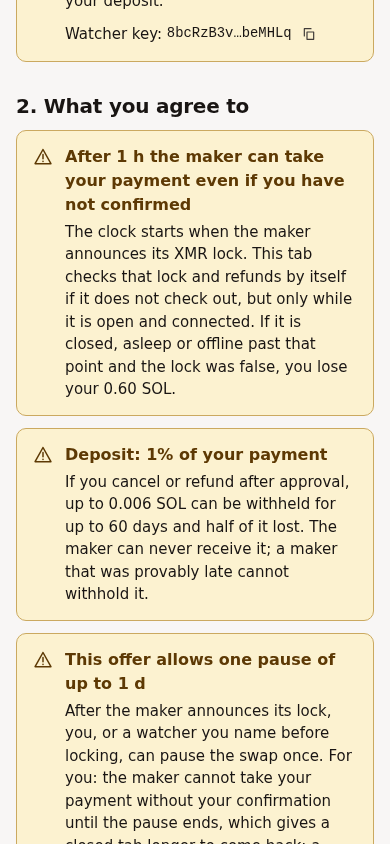 your deposit.
Watcher key: 8bcRzB3v…beMHLq
2. What you agree to
After 1 h the maker can take
your payment even if you have
not confirmed
The clock starts when the maker
announces its XMR lock. This tab
checks that lock and refunds by itself
if it does not check out, but only while
it is open and connected. If it is
closed, asleep or offline past that
point and the lock was false, you lose
your 0.60 SOL.
Deposit: 1% of your payment
If you cancel or refund after approval,
up to 0.006 SOL can be withheld for
up to 60 days and half of it lost. The
maker can never receive it; a maker
that was provably late cannot
withhold it.
This offer allows one pause of
up to 1 d
After the maker announces its lock,
you, or a watcher you name before
locking, can pause the swap once. For
you: the maker cannot take your
payment without your confirmation
until the pause ends, which gives a
closed tab longer to come back; a